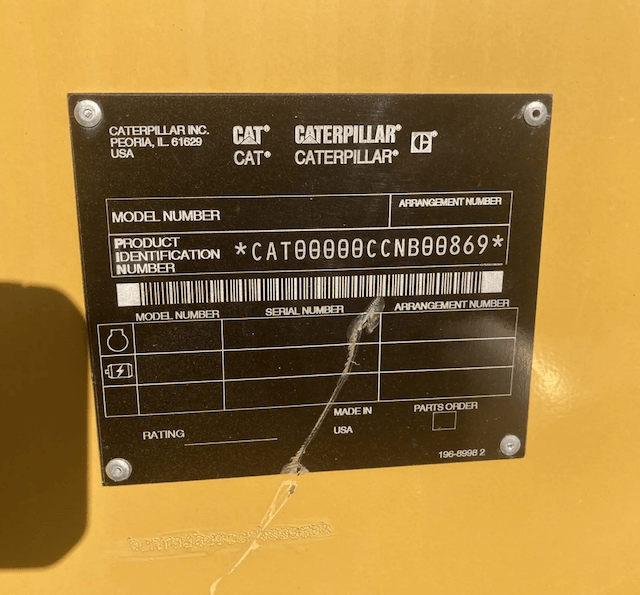 CATERPILLAR INC.
PEORIA, IL. 61629
USA
CAT® CATERPILLAR® C®
CAT® CATERPILLAR®
MODEL NUMBER
ARRANGEMENT NUMBER
PRODUCT
IDENTIFICATION
NUMBER
*CAT00000CCNB00869*
MODEL NUMBER SERIAL NUMBER ARRANGEMENT NUMBER
MADE IN
USA
PARTS ORDER
RATING
196-8998 2